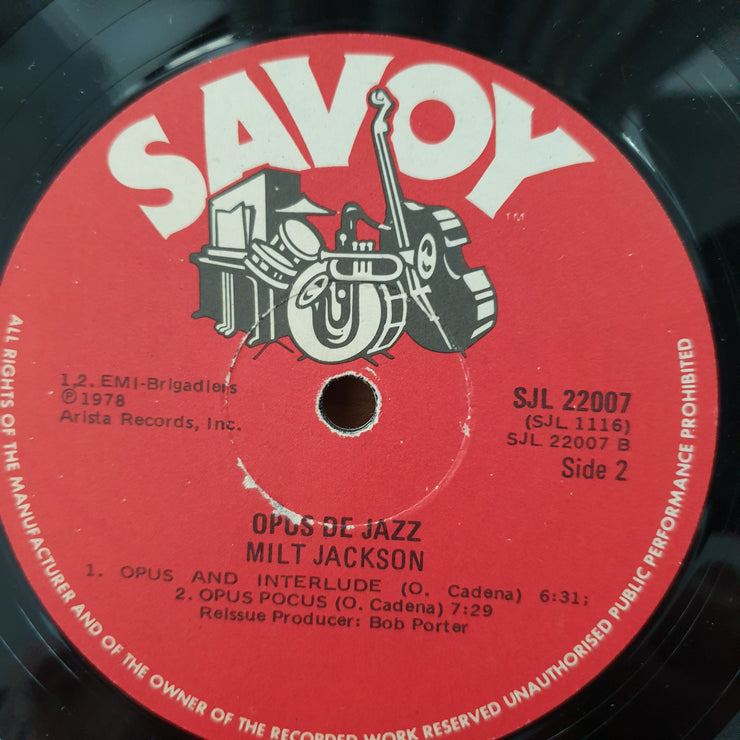 SAVOY
TM
1.2. EMI-Brigadiers
℗ 1978
Arista Records, Inc.
SJL 22007
(SJL 1116)
SJL 22007 B
Side 2
OPUS DE JAZZ
MILT JACKSON
1. OPUS AND INTERLUDE (O. Cadena) 6:31;
2. OPUS POCUS (O. Cadena) 7:29
Reissue Producer: Bob Porter
ALL RIGHTS OF THE MANUFACTURER AND OF THE OWNER OF THE RECORDED WORK RESERVED UNAUTHORISED PUBLIC PERFORMANCE PROHIBITED